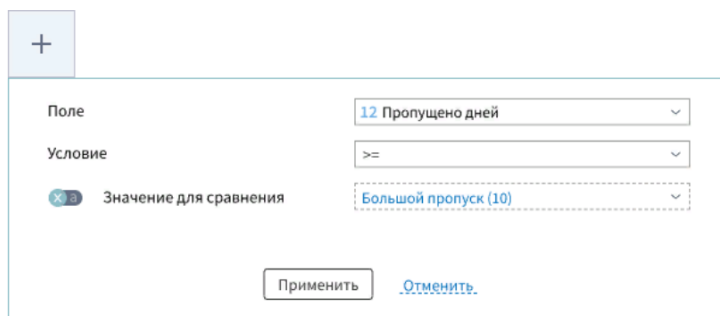 +
Поле
12 Пропущено дней
Условие
>=
x a Значение для сравнения
Большой пропуск (10)
Применить
Отменить